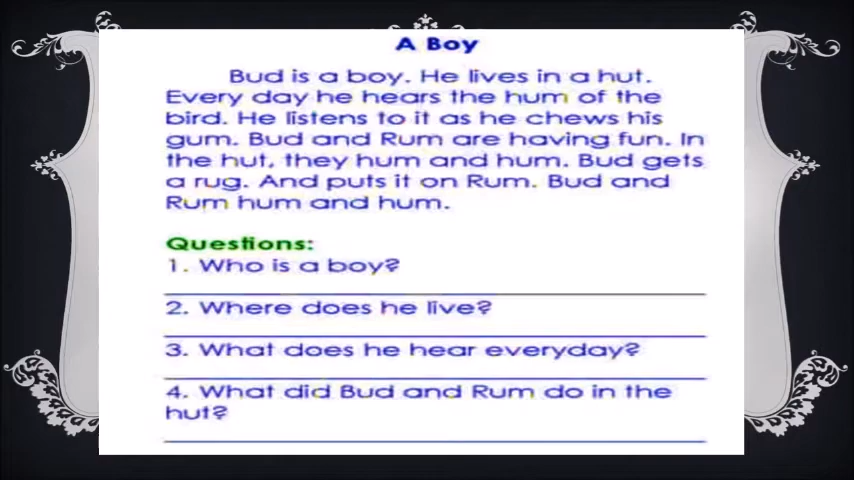 A Boy
Bud is a boy. He lives in a hut.
Every day he hears the hum of the
bird. He listens to it as he chews his
gum. Bud and Rum are having fun. In
the hut, they hum and hum. Bud gets
a rug. And puts it on Rum. Bud and
Rum hum and hum.
Questions:
1. Who is a boy?
2. Where does he live?
3. What does he hear everyday?
4. What did Bud and Rum do in the
hut?